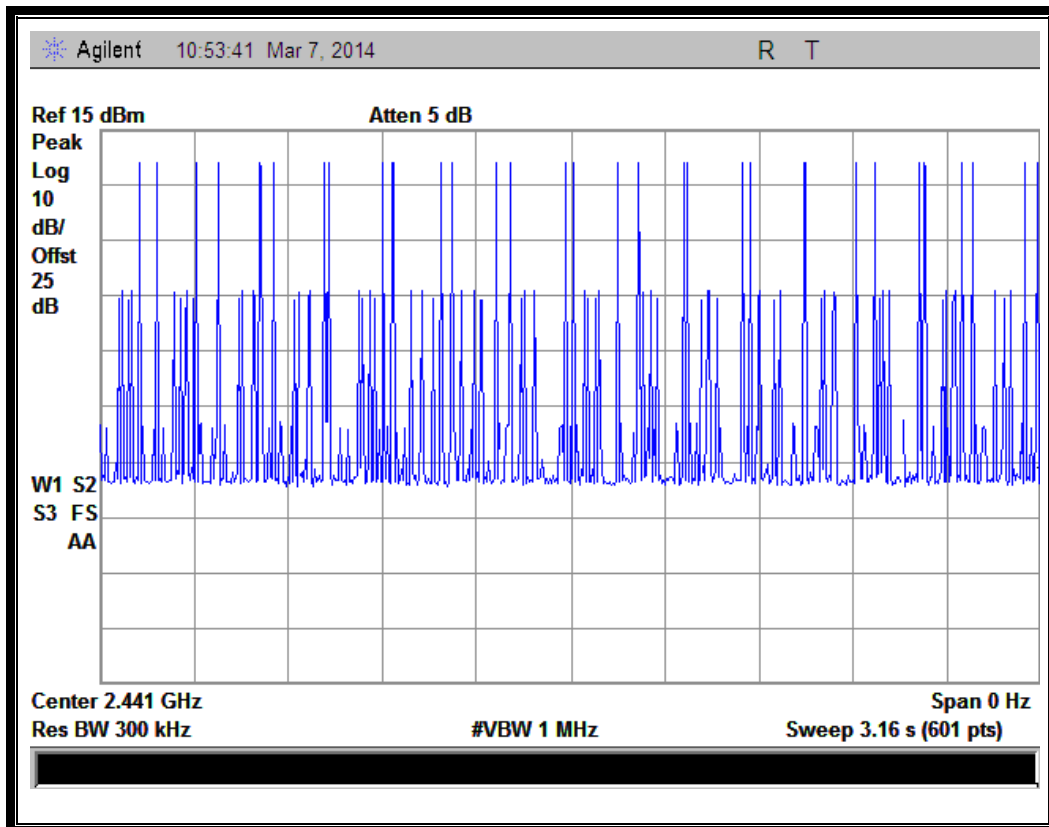 Agilent 10:53:41 Mar 7, 2014 R T
Ref 15 dBm Atten 5 dB
Peak
Log
10
dB/
Offst
25
dB
W1 S2
S3 FS
AA
Center 2.441 GHz Span 0 Hz
Res BW 300 kHz #VBW 1 MHz Sweep 3.16 s (601 pts)